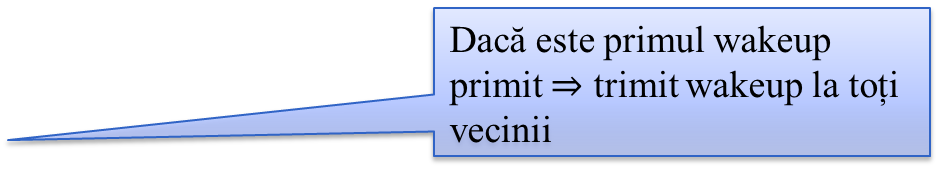 Dacă este primul wakeup
primit ⇒ trimit wakeup la toți
vecinii